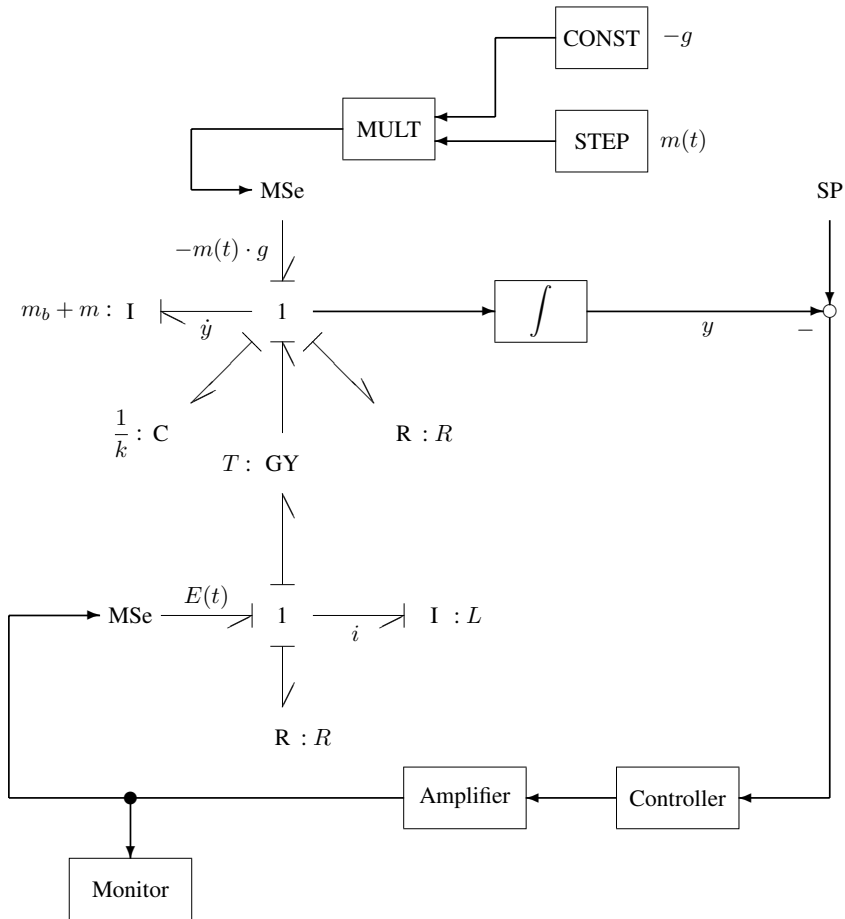 CONST −g
MULT
STEP m(t)
MSe
SP
−m(t) · g
m_b + m : I
ẏ
1
∫
y
−
1/k : C
R : R
T : GY
MSe
E(t)
1
i
I : L
R : R
Amplifier
Controller
Monitor